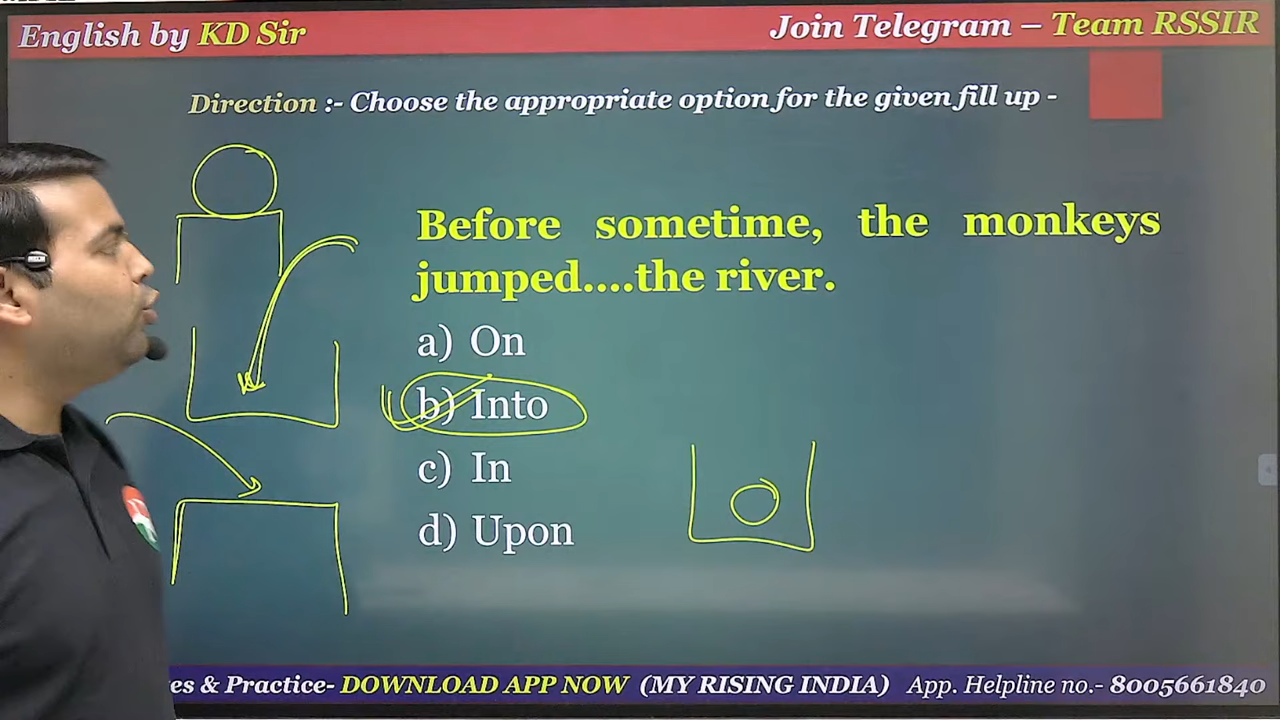 English by KD Sir
Join Telegram – Team RSSIR
Direction :- Choose the appropriate option for the given fill up -
Before sometime, the monkeys
jumped....the river.
a) On
b) Into
c) In
d) Upon
& Practice- DOWNLOAD APP NOW (MY RISING INDIA) App. Helpline no.- 8005661840